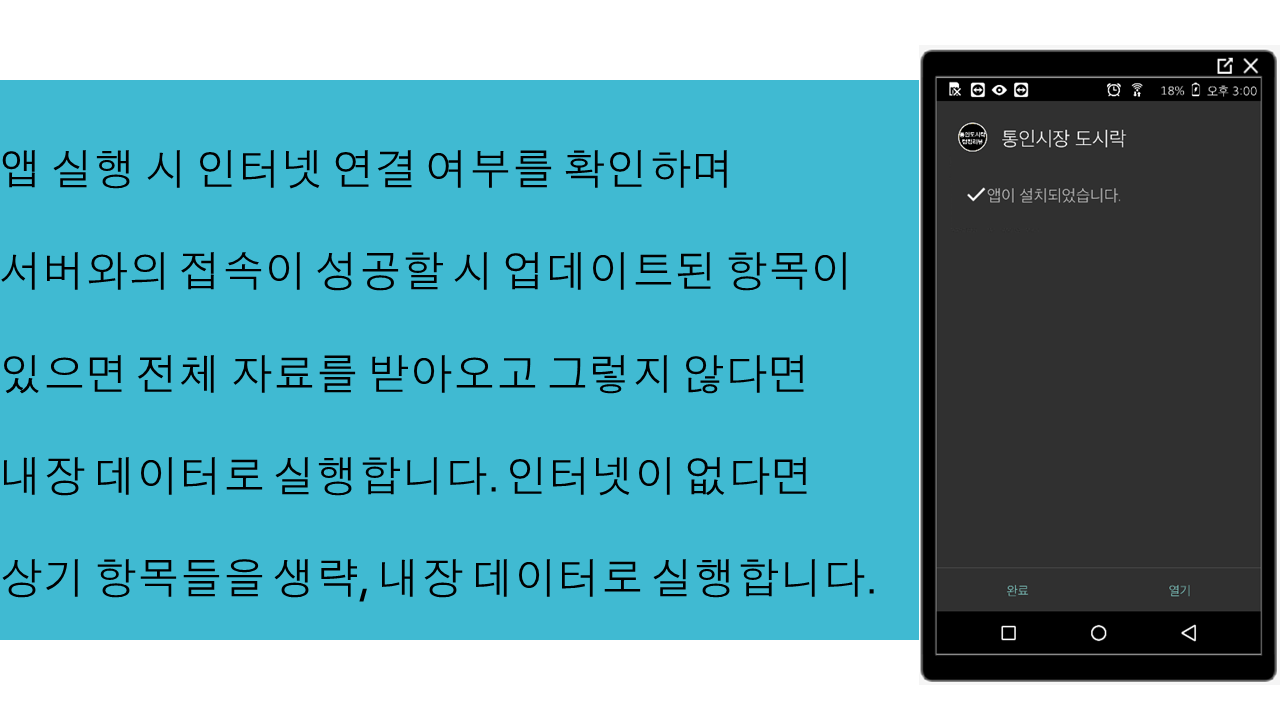 앱 실행 시 인터넷 연결 여부를 확인하며
서버와의 접속이 성공할 시 업데이트된 항목이
있으면 전체 자료를 받아오고 그렇지 않다면
내장 데이터로 실행합니다. 인터넷이 없다면
상기 항목들을 생략, 내장 데이터로 실행합니다.
18% 오후 3:00
통인시장 도시락
앱이 설치되었습니다.
완료 열기